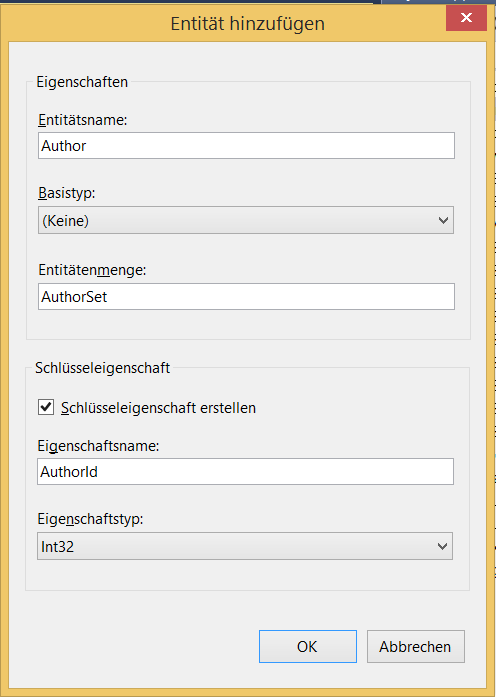 Entität hinzufügen
Eigenschaften
Entitätsname:
Author
Basistyp:
(Keine)
Entitätenmenge:
AuthorSet
Schlüsseleigenschaft
Schlüsseleigenschaft erstellen
Eigenschaftsname:
AuthorId
Eigenschaftstyp:
Int32
OK
Abbrechen